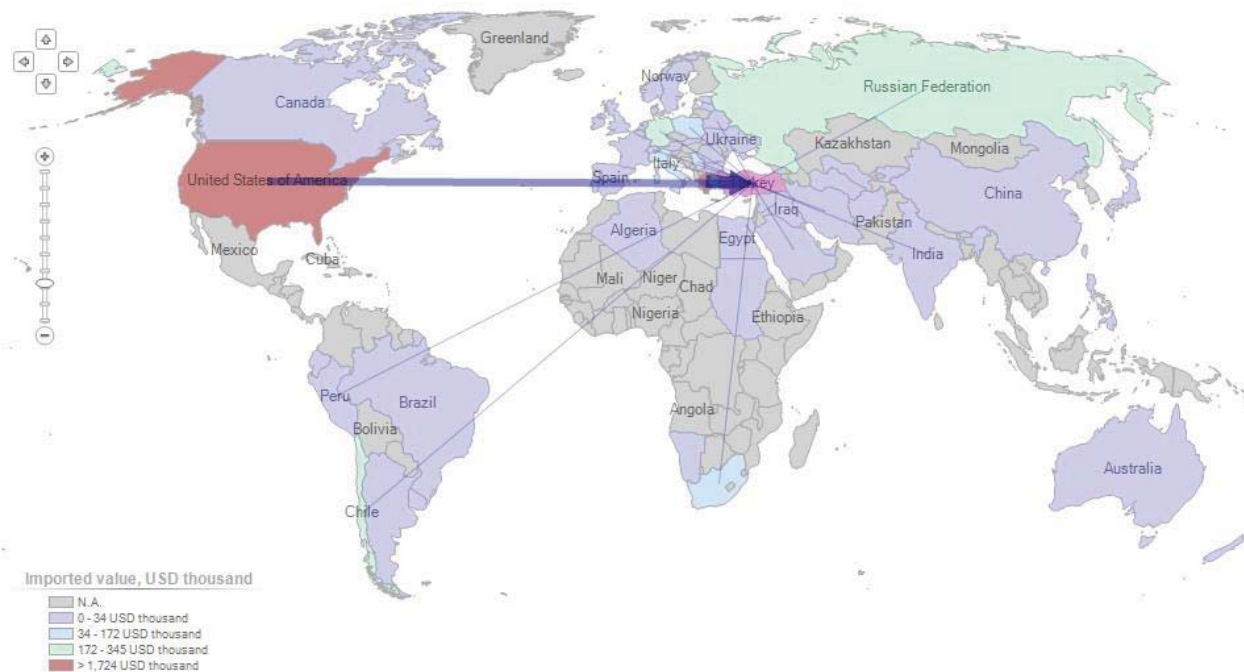 Greenland
Norway
Russian Federation
Canada
Ukraine
Kazakhstan
Mongolia
Italy
Spain
United States of America
China
Iraq
Pakistan
Algeria
Egypt
India
Mexico
Cuba
Mali
Niger
Chad
Nigeria
Ethiopia
Peru
Brazil
Angola
Bolivia
Australia
Chile
Imported value, USD thousand
N.A.
0 - 34 USD thousand
34 - 172 USD thousand
172 - 345 USD thousand
> 1,724 USD thousand